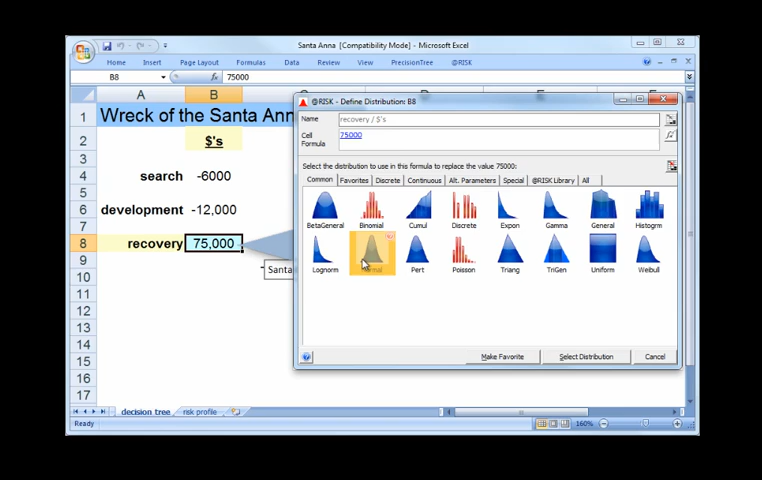 Santa Anna [Compatibility Mode] - Microsoft Excel
Home Insert Page Layout Formulas Data Review View PrecisionTree @RISK
B8 fx 75000
A B
1 Wreck of the Santa Ann
2 $'s
3
4 search -6000
5
6 development -12,000
7
8 recovery 75,000
9
10
11
12
13
14
15
16
17
Santa
@RISK - Define Distribution: B8
Name recovery / $'s
Cell Formula 75000
Select the distribution to use in this formula to replace the value 75000:
Common Favorites Discrete Continuous Alt. Parameters Special @RISK Library All
BetaGeneral Binomial Cumul Discrete Expon Gamma General Histogrm
Lognorm Normal Pert Poisson Triang TriGen Uniform Weibull
Make Favorite Select Distribution Cancel
decision tree risk profile
Ready 160%